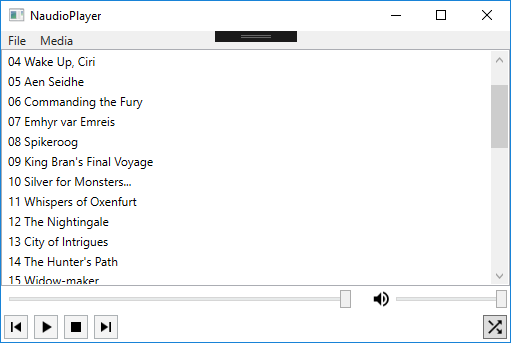 NaudioPlayer
File Media
04 Wake Up, Ciri
05 Aen Seidhe
06 Commanding the Fury
07 Emhyr var Emreis
08 Spikeroog
09 King Bran's Final Voyage
10 Silver for Monsters...
11 Whispers of Oxenfurt
12 The Nightingale
13 City of Intrigues
14 The Hunter's Path
15 Widow-maker